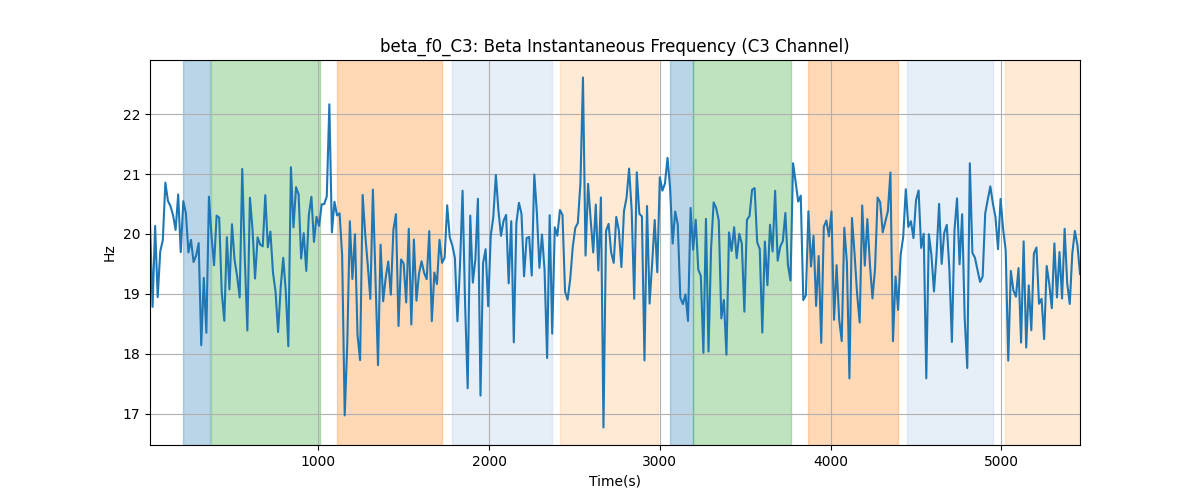 beta_f0_C3: Beta Instantaneous Frequency (C3 Channel)
Hz
22
21
20
19
18
17
1000 2000 3000 4000 5000
Time(s)